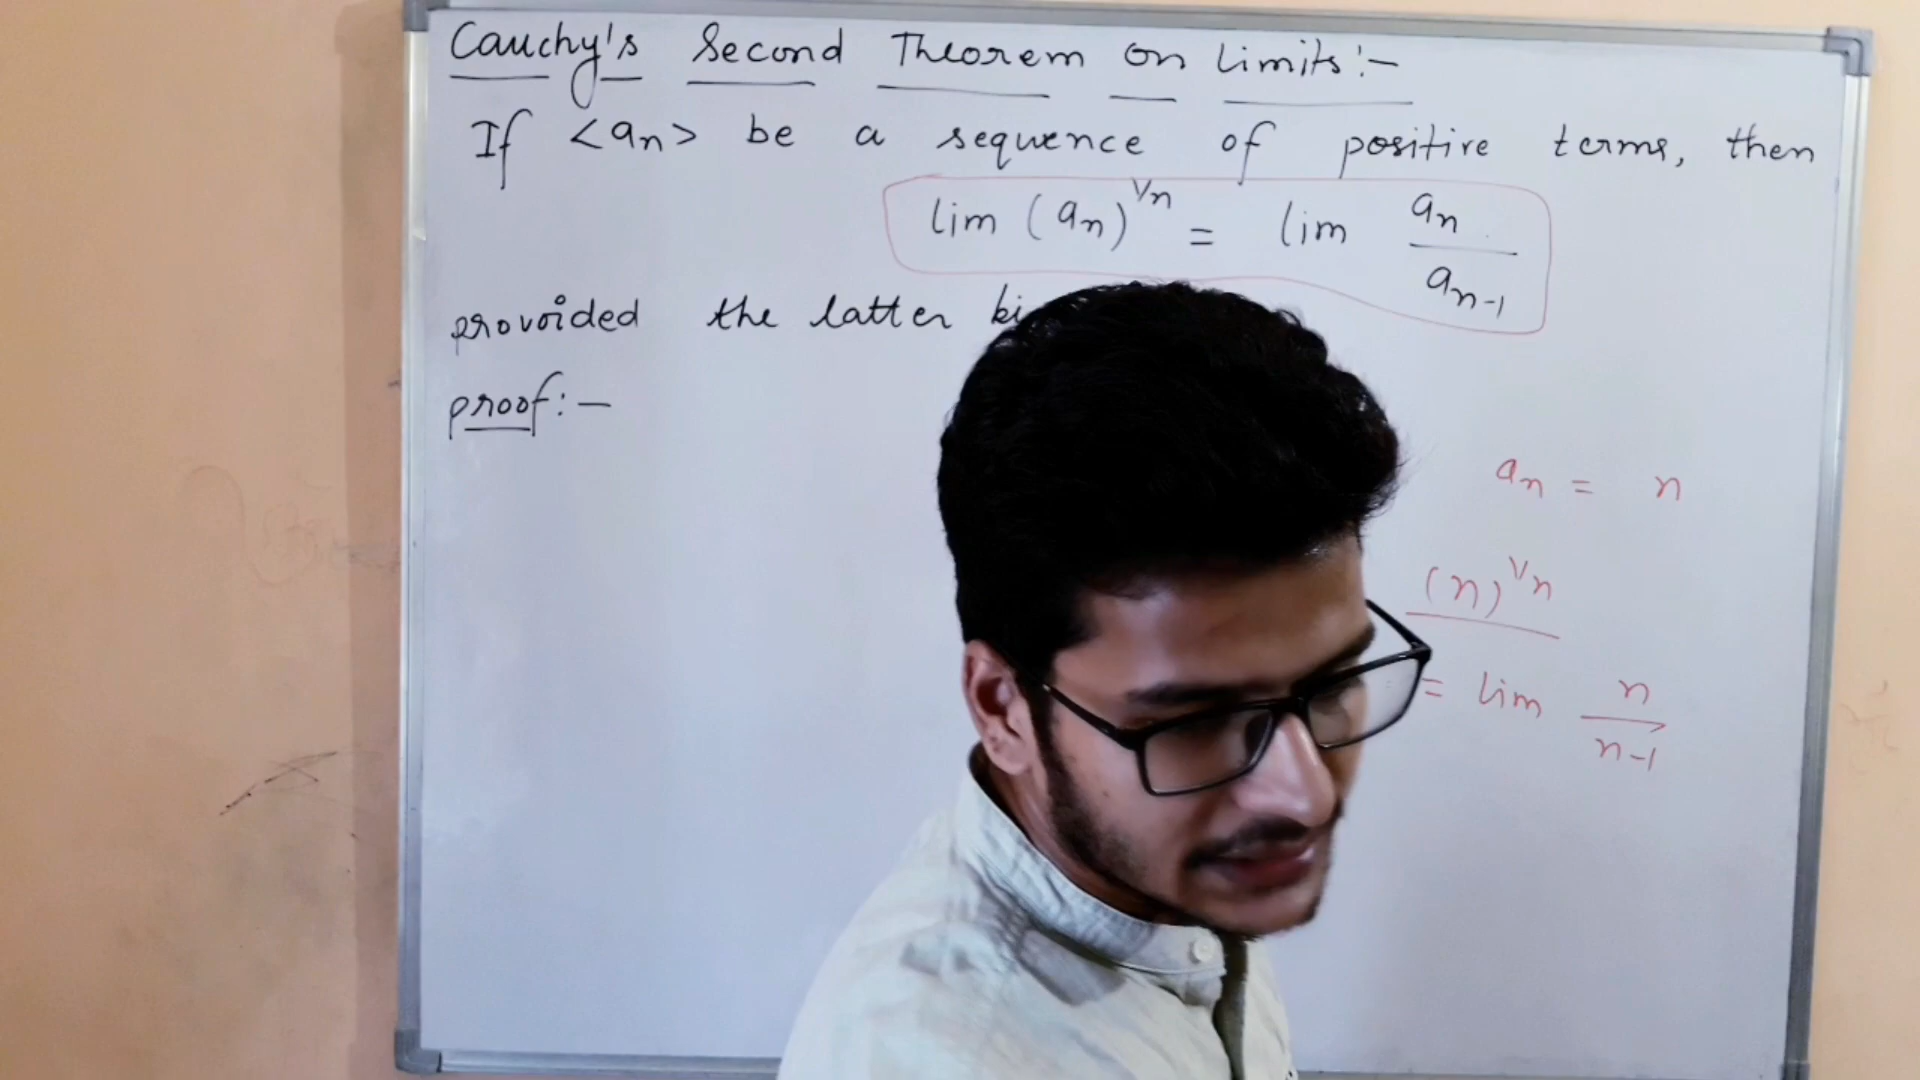 Cauchy's Second Theorem on Limits:-
If <an> be a sequence of positive terms, then
lim (an)^1/n = lim an / an-1
provoided the latter
proof:-
an = n
(n)^1/n
= lim n / n-1